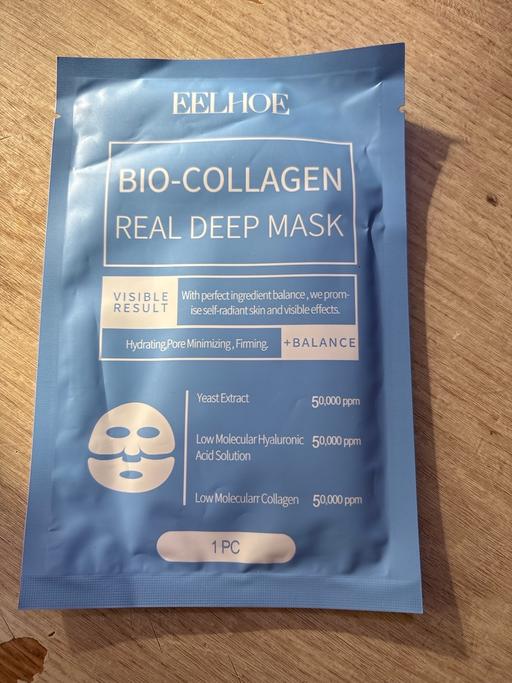 EELHOE
BIO-COLLAGEN
REAL DEEP MASK
VISIBLE
RESULT
With perfect ingredient balance , we prom-
ise self-radiant skin and visible effects.
Hydrating,Pore Minimizing , Firming.
+BALANCE
Yeast Extract 50,000 ppm
Low Molecular Hyaluronic 50,000 ppm
Acid Solution
Low Molecularr Collagen 50,000 ppm
1 PC